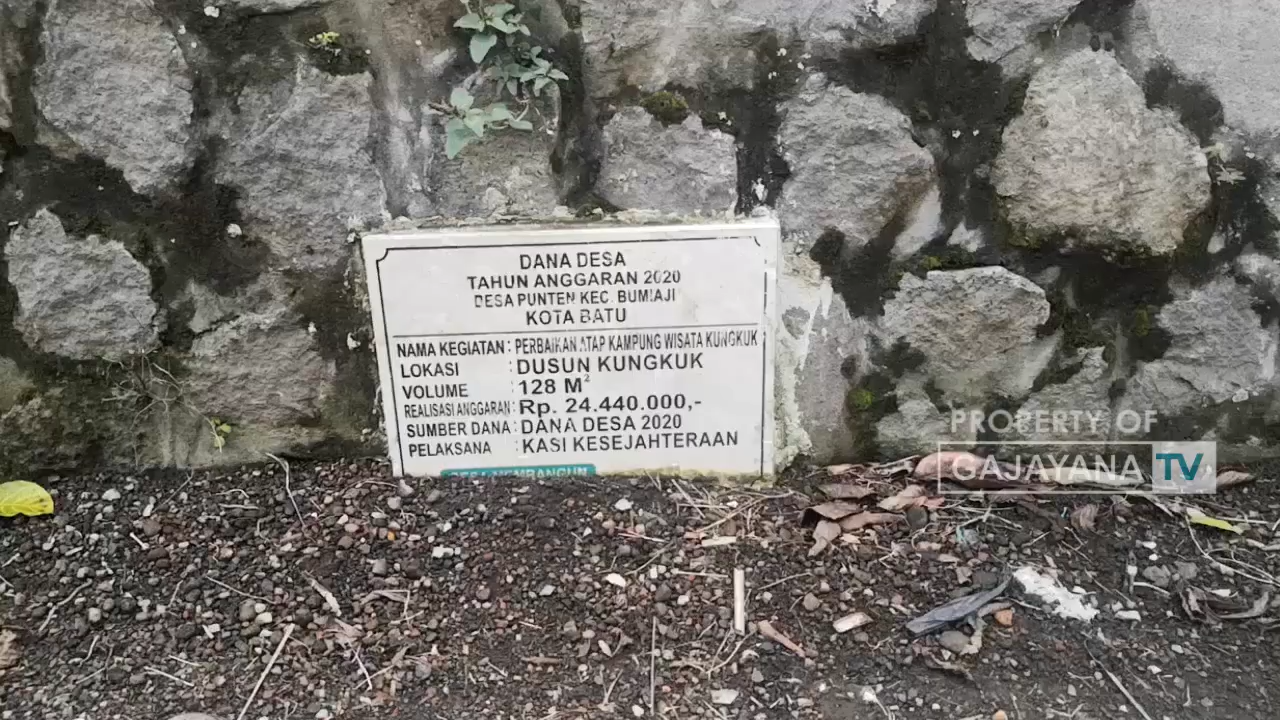 DANA DESA
TAHUN ANGGARAN 2020
DESA PUNTEN KEC. BUMIAJI
KOTA BATU
NAMA KEGIATAN : PERBAIKAN ATAP KAMPUNG WISATA KUNGKUK
LOKASI : DUSUN KUNGKUK
VOLUME : 128 M²
REALISASI ANGGARAN : Rp. 24.440.000,-
SUMBER DANA : DANA DESA 2020
PELAKSANA : KASI KESEJAHTERAAN
DESA MEMBANGUN
PROPERTY OF
GAJAYANA TV